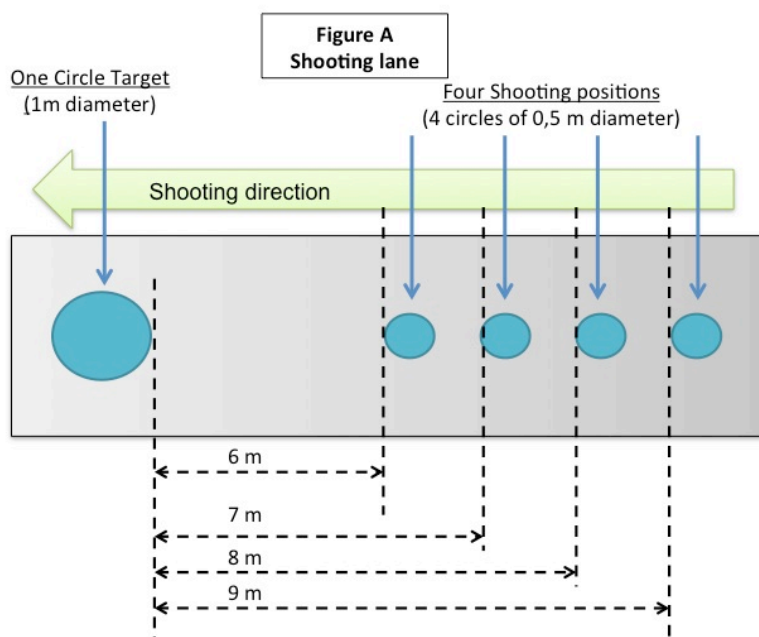 Figure A
Shooting lane
One Circle Target
(1m diameter)
Four Shooting positions
(4 circles of 0,5 m diameter)
Shooting direction
6 m
7 m
8 m
9 m